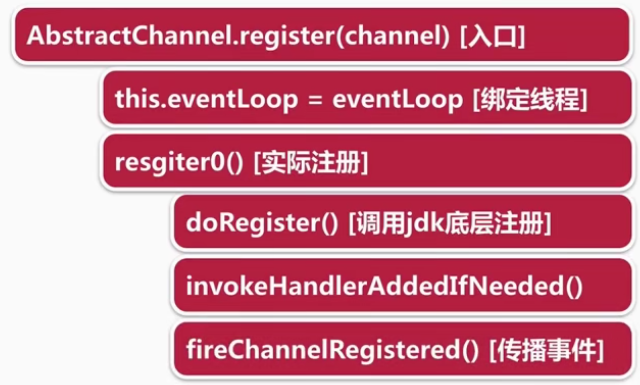 AbstractChannel.register(channel) [入口]
this.eventLoop = eventLoop [绑定线程]
resgiter0() [实际注册]
doRegister() [调用jdk底层注册]
invokeHandlerAddedIfNeeded()
fireChannelRegistered() [传播事件]